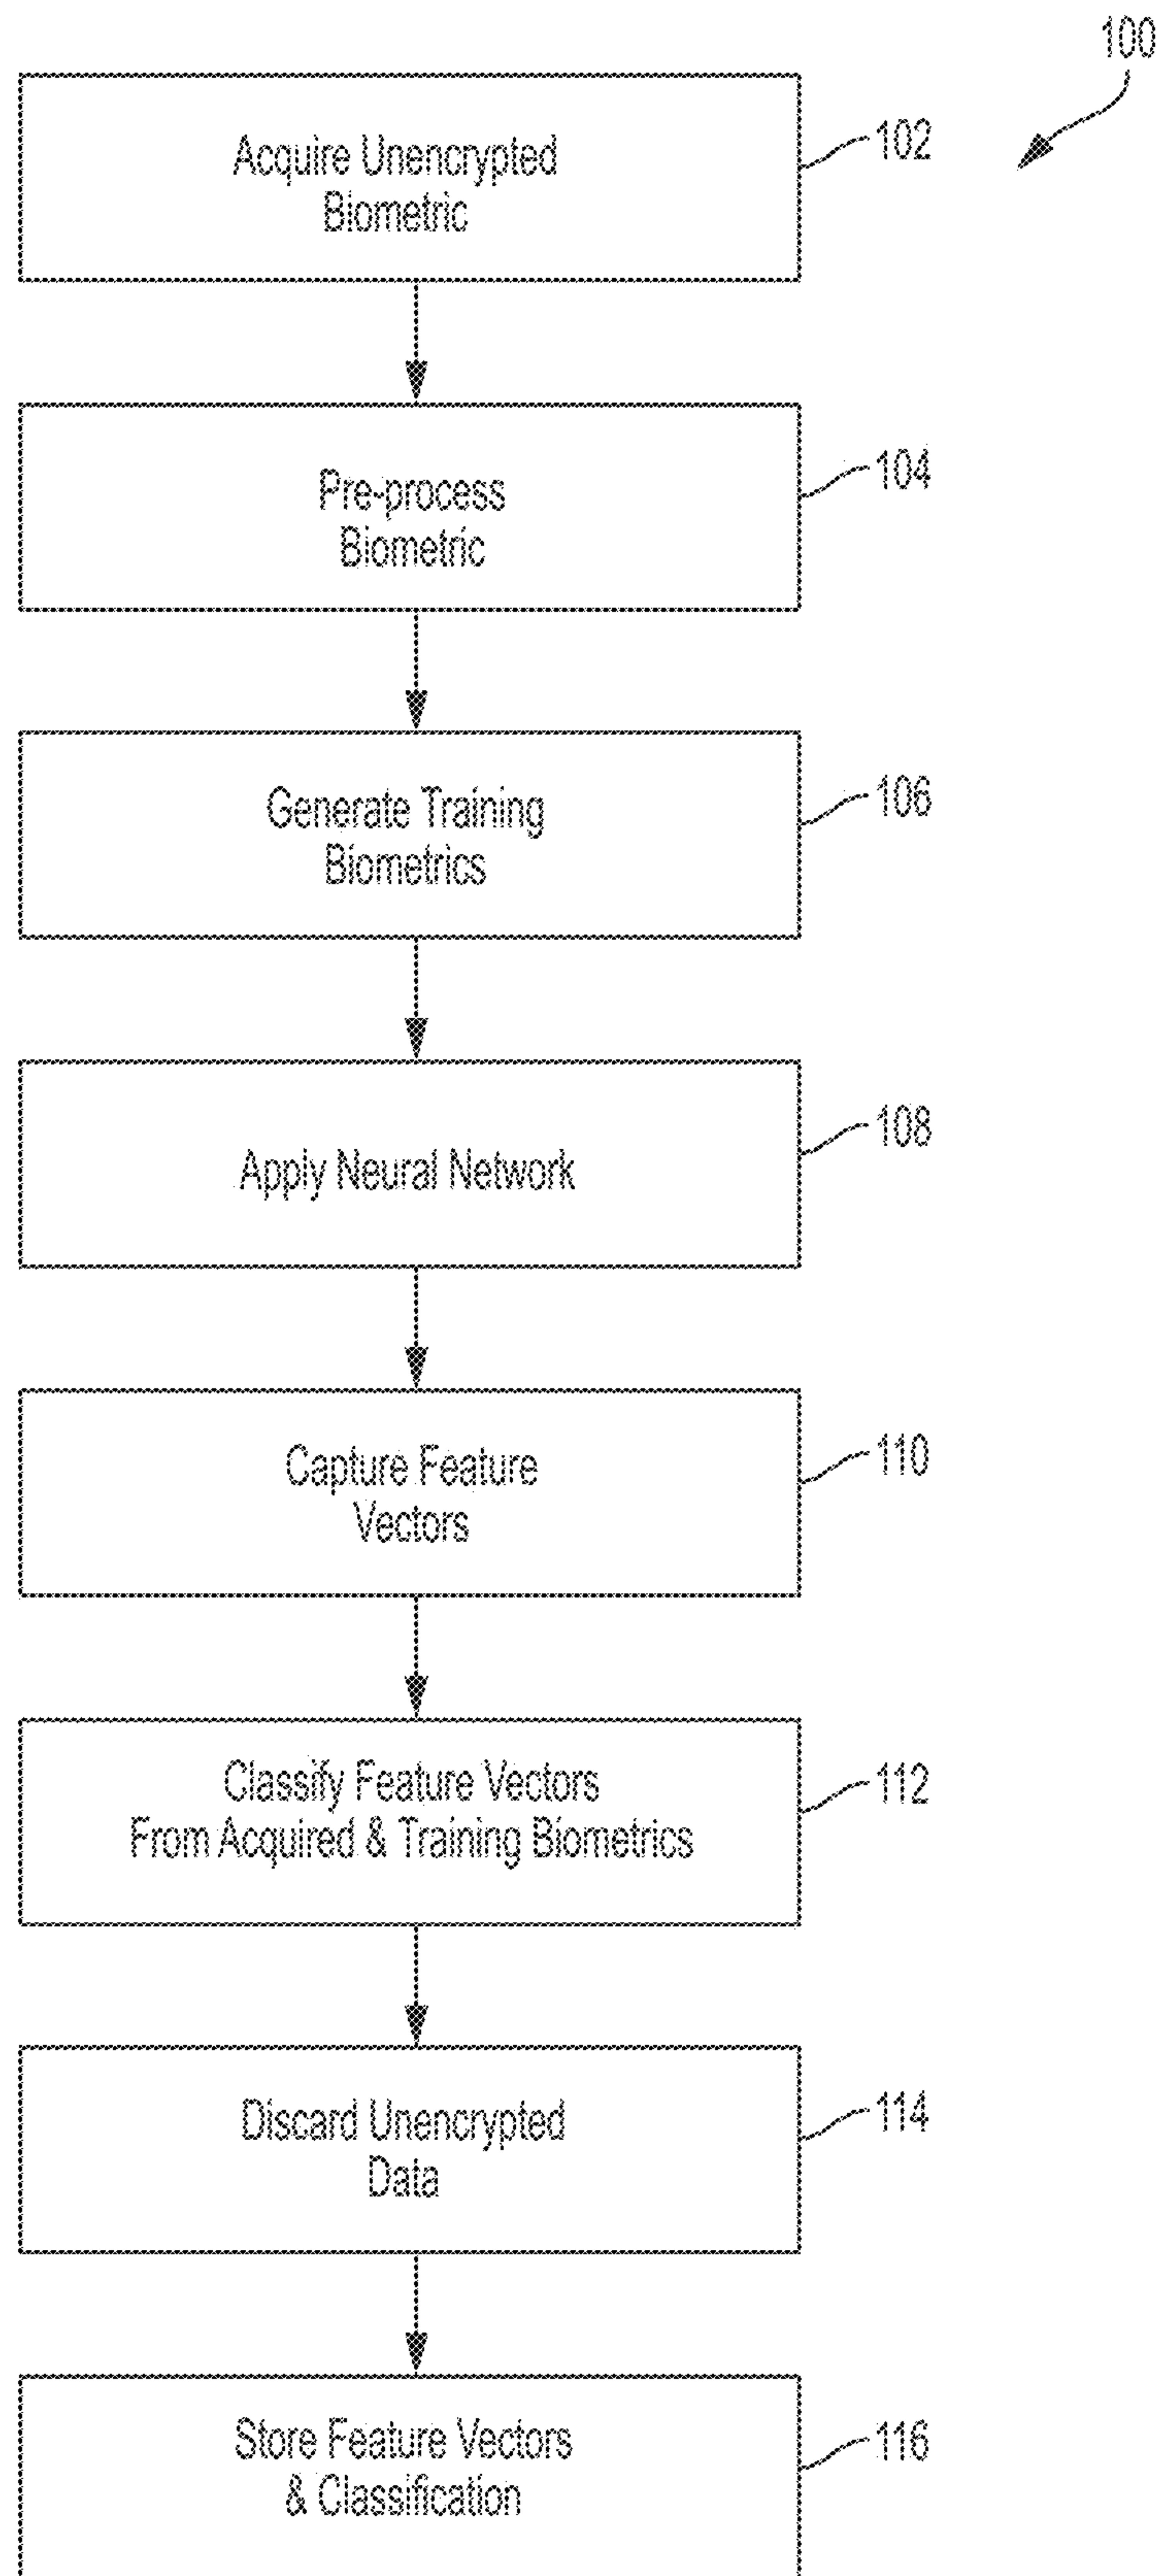 100
Acquire Unencrypted
Biometric
102
Pre-process
Biometric
104
Generate Training
Biometrics
106
Apply Neural Network
108
Capture Feature
Vectors
110
Classify Feature Vectors
From Acquired & Training Biometrics
112
Discard Unencrypted
Data
114
Store Feature Vectors
& Classification
116